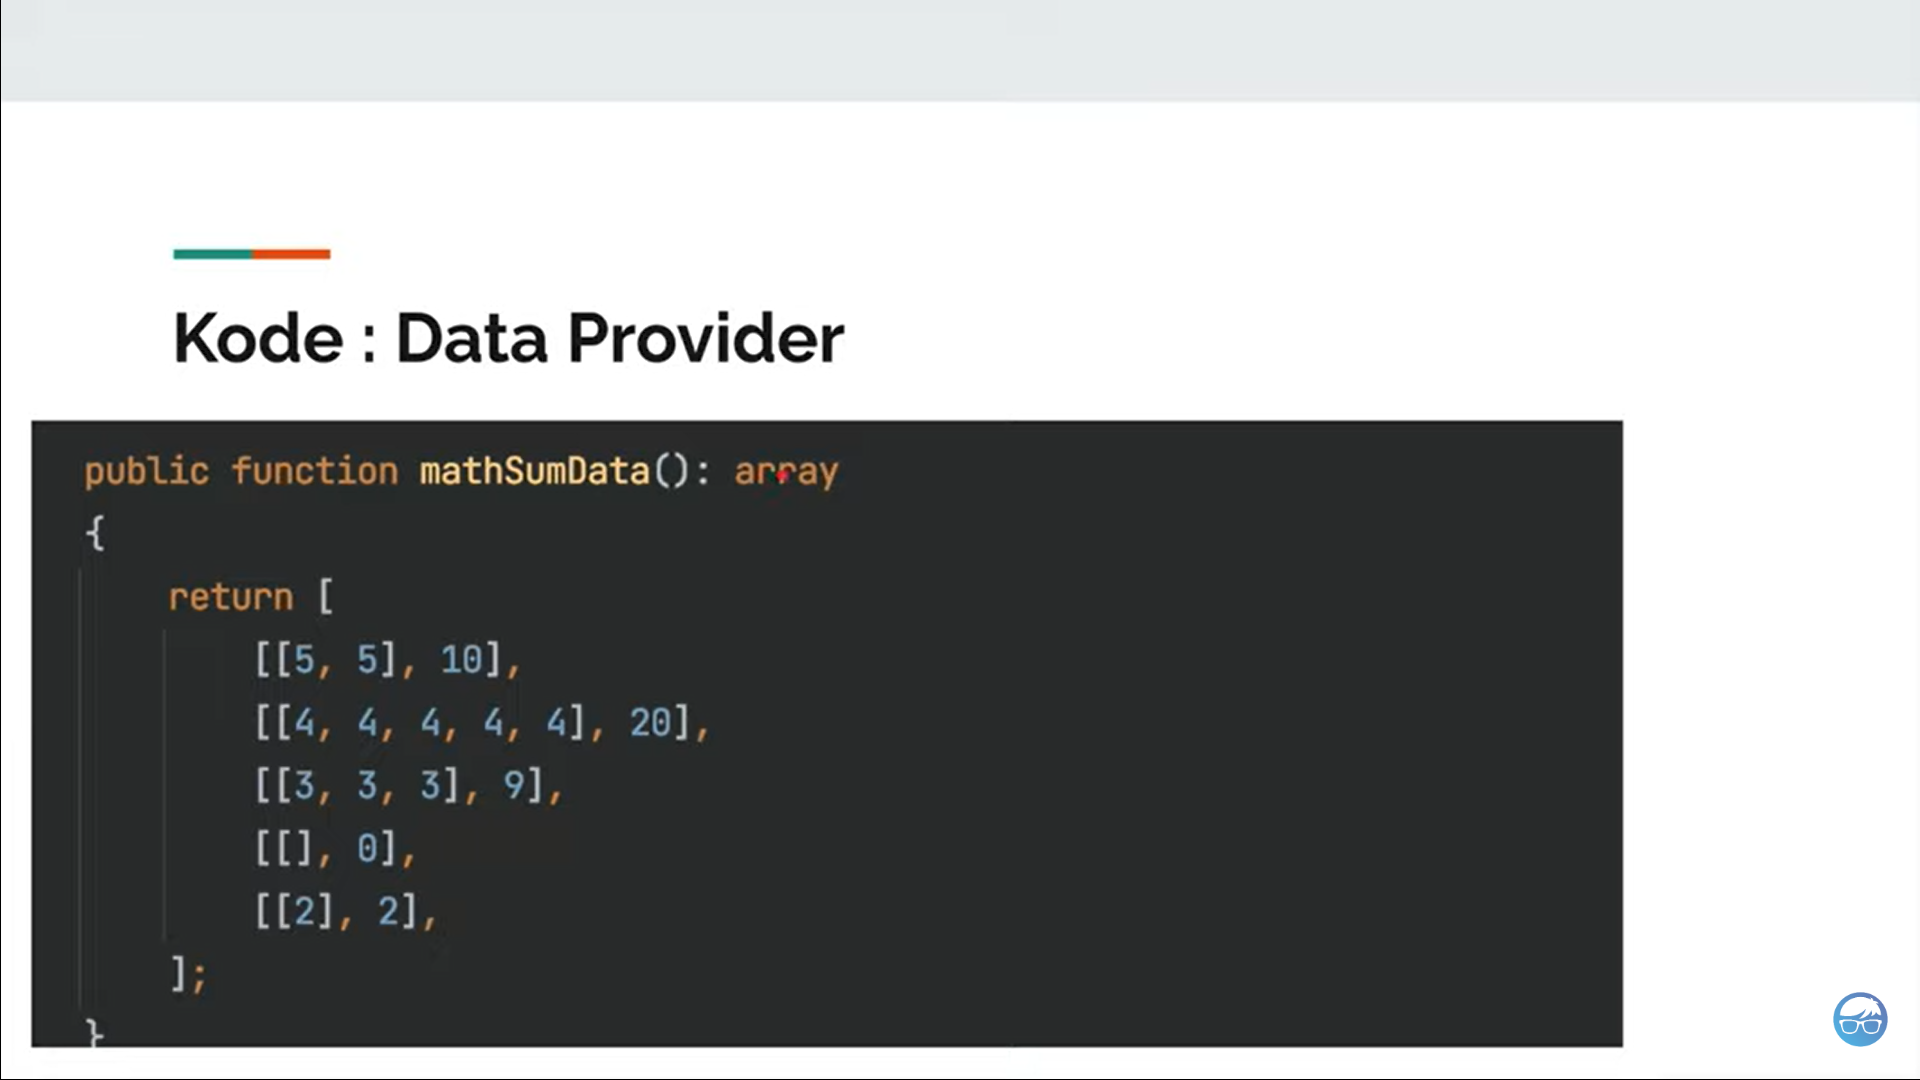 Kode : Data Provider
public function mathSumData(): array
{
return [
[[5, 5], 10],
[[4, 4, 4, 4, 4], 20],
[[3, 3, 3], 9],
[[], 0],
[[2], 2],
];
}